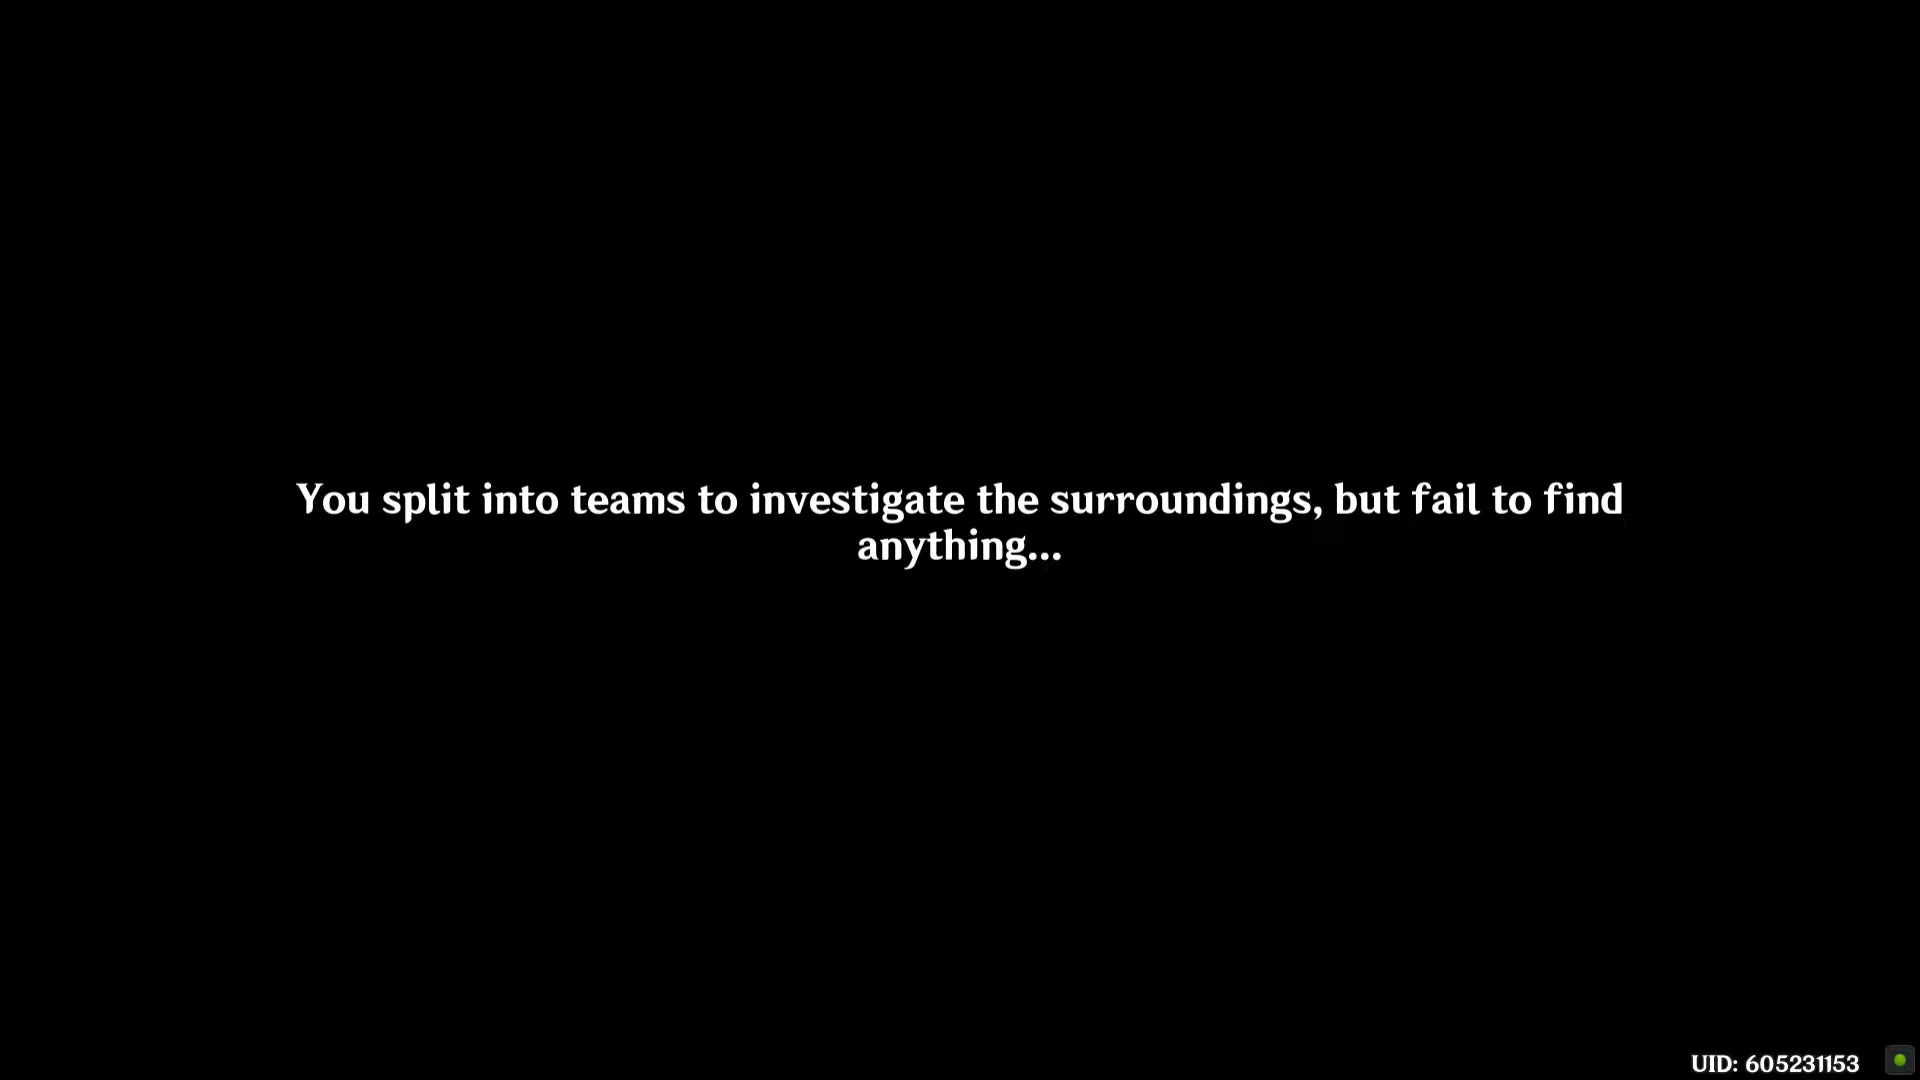 You split into teams to investigate the surroundings, but fail to find
anything...
UID: 605231153